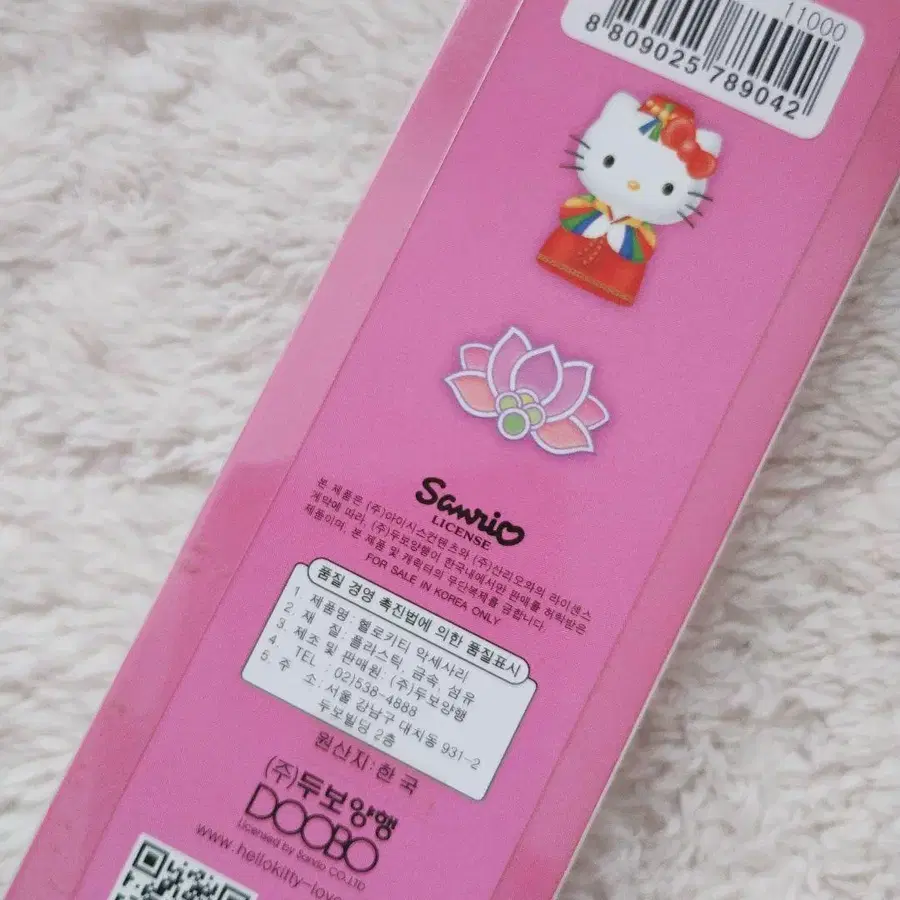 11000
8 809025 789042
Sanrio
LICENSE
본 제품은 (주)아이시스컨텐츠와 (주)산리오와의 라이센스
계약에 따라, (주)두보양행이 한국내에서만 판매를 허락받은
제품이며, 본 제품 및 캐릭터의 무단복제를 금합니다.
FOR SALE IN KOREA ONLY
품질 경영 촉진법에 의한 품질표시
1. 제품명 : 헬로키티 악세사리
2. 재 질 : 플라스틱, 금속, 섬유
3. 제조 및 판매원 : (주)두보양행
4. TEL : 02)538-4888
5. 주 소 : 서울 강남구 대치동 931-2
두보빌딩 2층
원산지:한국
(주)두보양행
DOOBO
Licensed by Sanrio CO.LTD
www.hellokitty-love